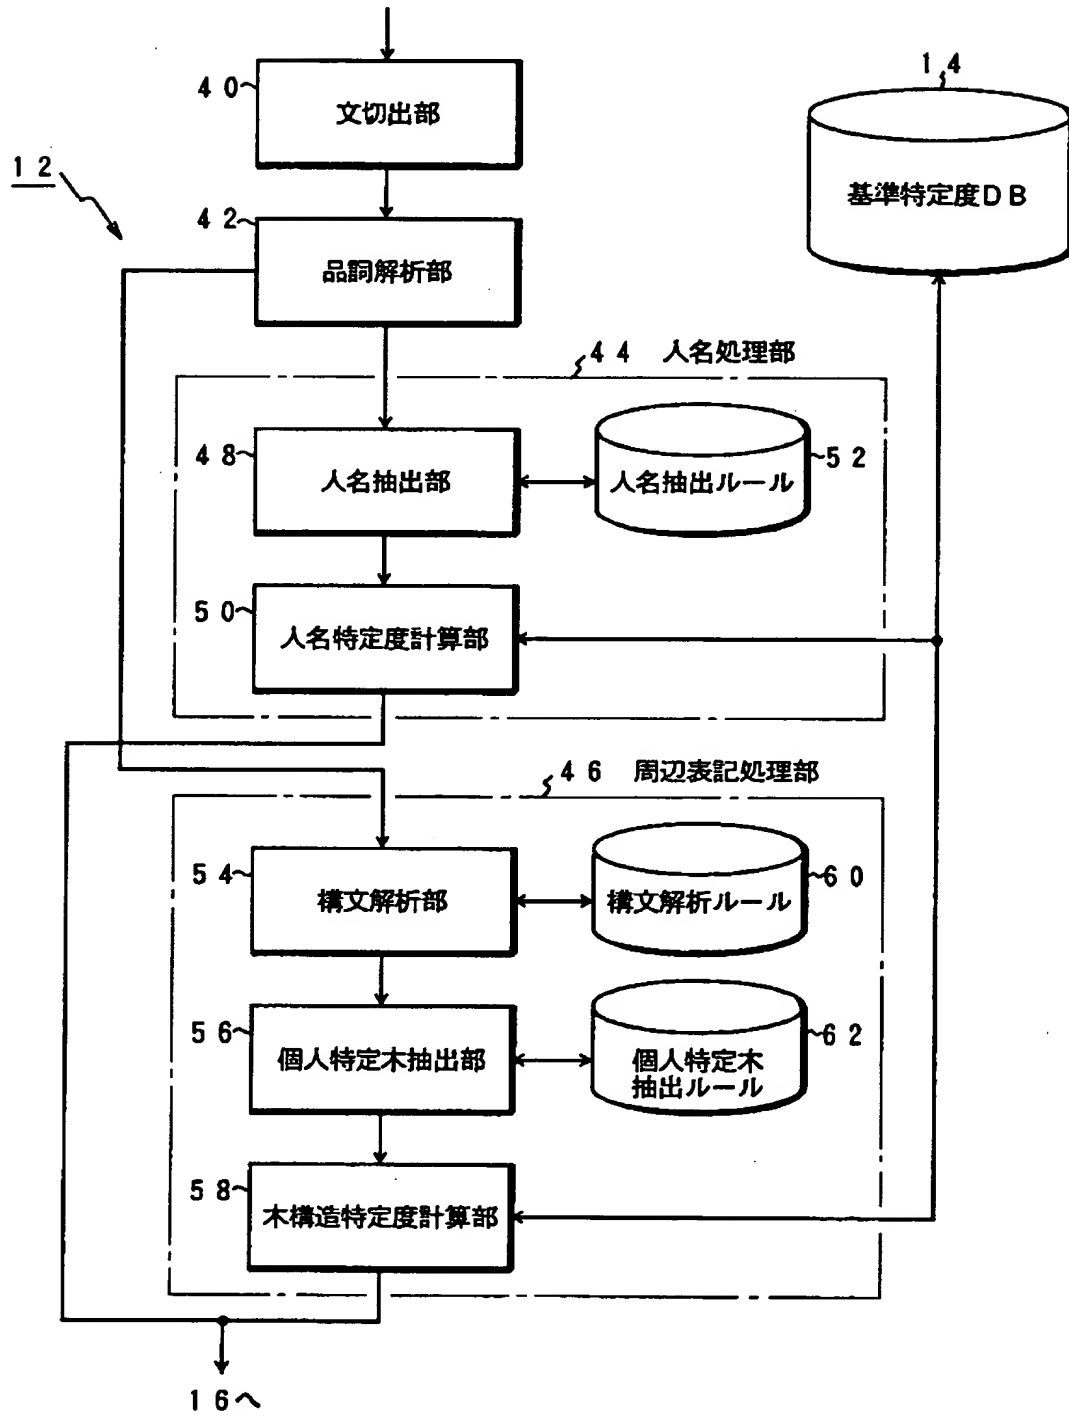 ４０
文切出部
１４
基準特定度ＤＢ
１２
４２
品詞解析部
４４　人名処理部
４８
人名抽出部
人名抽出ルール
５２
５０
人名特定度計算部
４６　周辺表記処理部
５４
構文解析部
構文解析ルール
６０
５６
個人特定木抽出部
個人特定木
抽出ルール
６２
５８
木構造特定度計算部
１６へ